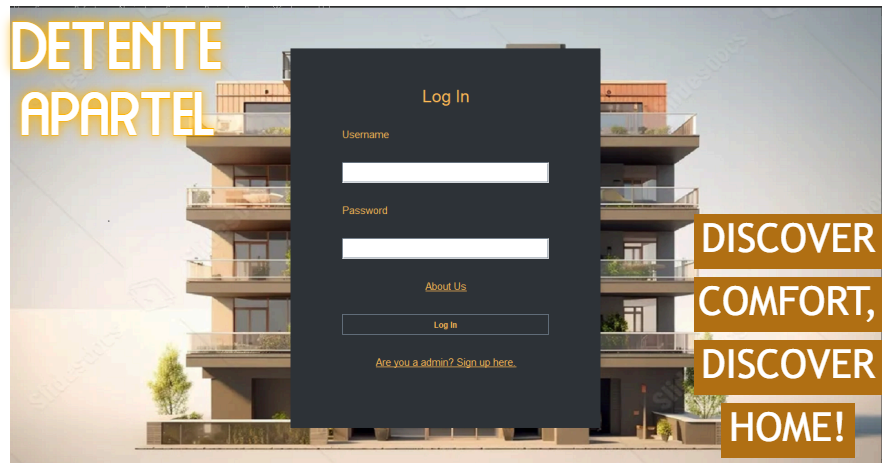 DETENTE
APARTEL
Log In
Username
Password
About Us
Log In
Are you a admin? Sign up here.
DISCOVER
COMFORT,
DISCOVER
HOME!